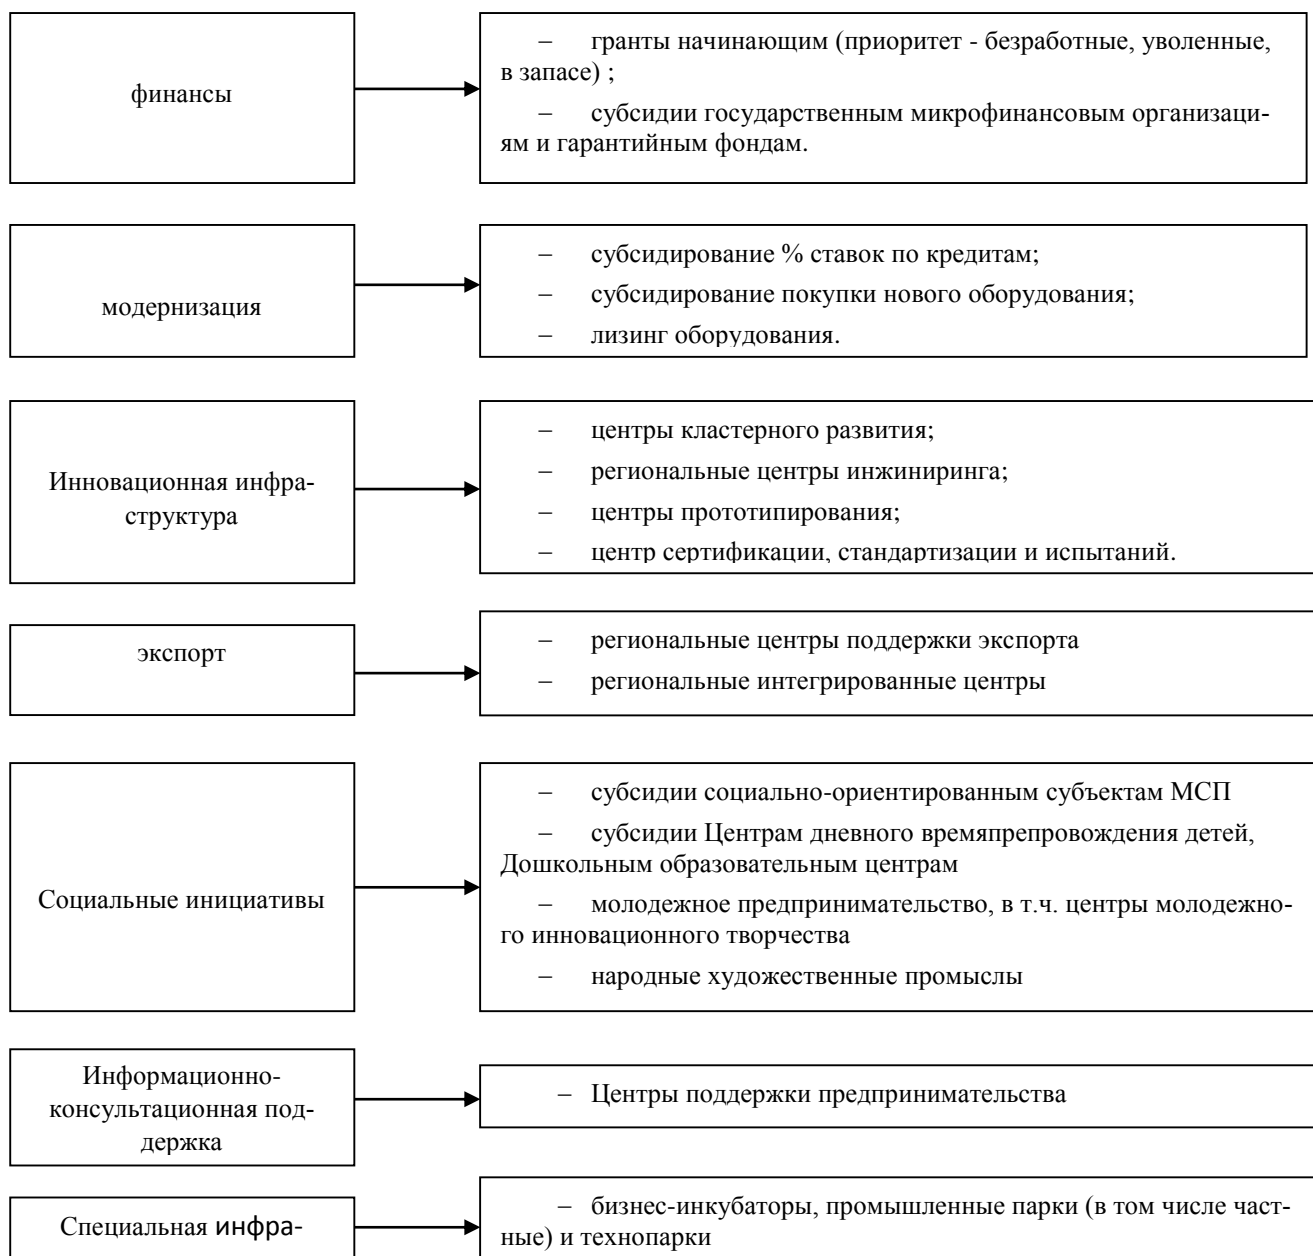 финансы
– гранты начинающим (приоритет - безработные, уволенные,
в запасе) ;
– субсидии государственным микрофинансовым организаци-
ям и гарантийным фондам.
модернизация
– субсидирование % ставок по кредитам;
– субсидирование покупки нового оборудования;
– лизинг оборудования.
Инновационная инфра-
структура
– центры кластерного развития;
– региональные центры инжиниринга;
– центры прототипирования;
– центр сертификации, стандартизации и испытаний.
экспорт
– региональные центры поддержки экспорта
– региональные интегрированные центры
Социальные инициативы
– субсидии социально-ориентированным субъектам МСП
– субсидии Центрам дневного времяпрепровождения детей,
Дошкольным образовательным центрам
– молодежное предпринимательство, в т.ч. центры молодежно-
го инновационного творчества
– народные художественные промыслы
Информационно-
консультационная под-
держка
– Центры поддержки предпринимательства
Специальная инфра-
– бизнес-инкубаторы, промышленные парки (в том числе част-
ные) и технопарки